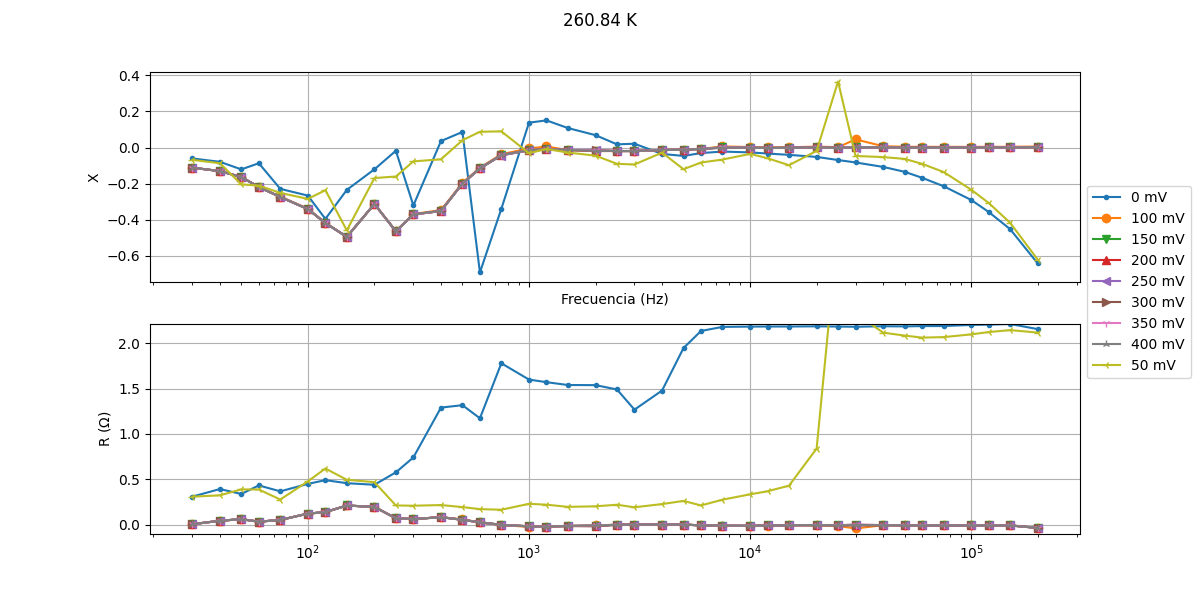 260.84 K
0.4
0.2
0.0
−0.2
−0.4
−0.6
X
Frecuencia (Hz)
2.0
1.5
1.0
0.5
0.0
R (Ω)
10² 10³ 10⁴ 10⁵
0 mV
100 mV
150 mV
200 mV
250 mV
300 mV
350 mV
400 mV
50 mV